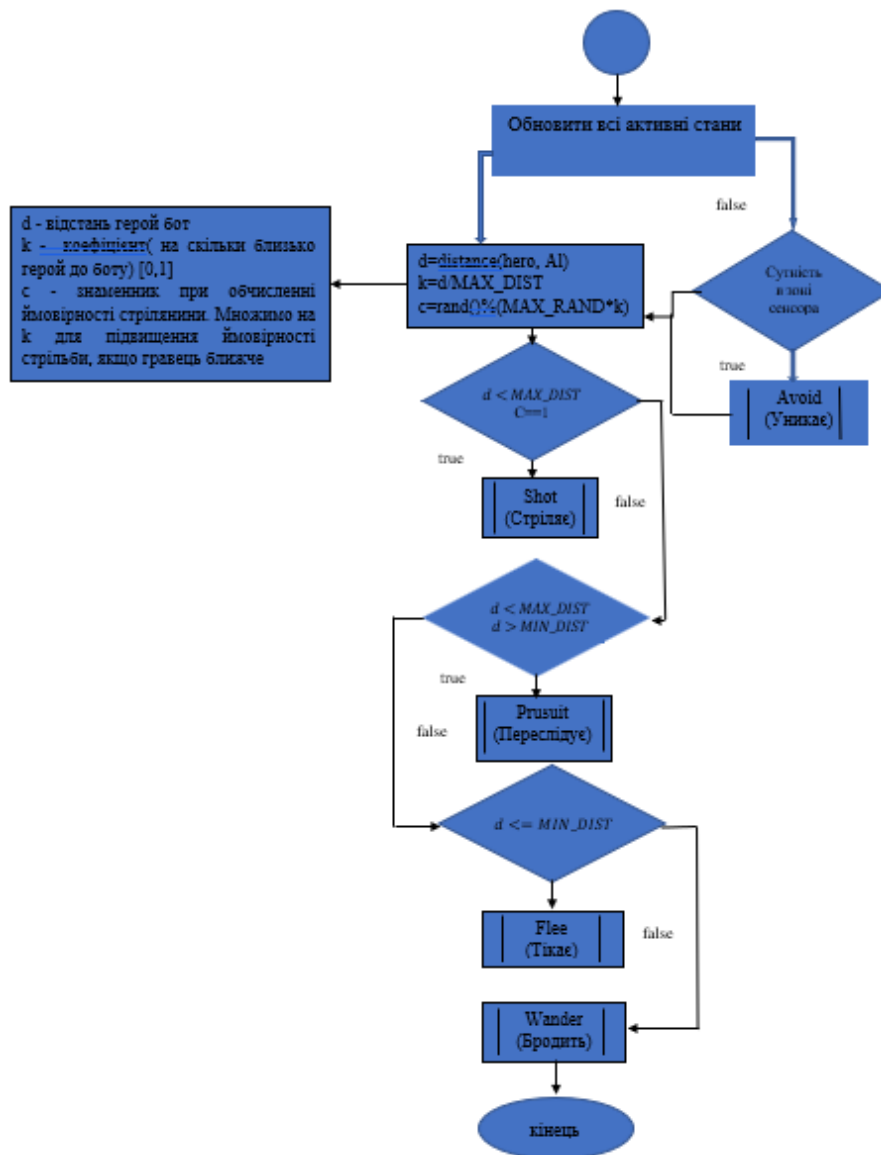 Обновити всі активні стани
false
d - відстань герой бот
k - коефіцієнт( на скільки близько
герой до боту) [0,1]
c - знаменник при обчисленні
ймовірності стрілянини. Множимо на
k для підвищення ймовірності
стрільби, якщо гравець ближче
d=distance(hero, AI)
k=d/MAX_DIST
c=rand()%(MAX_RAND*k)
Сутність
в зоні
сенсора
true
Avoid
(Уникає)
d < MAX_DIST
C==1
true
Shot
(Стріляє)
false
d < MAX_DIST
d > MIN_DIST
true
Prusuit
(Переслідує)
false
d <= MIN_DIST
Flee
(Тікає)
false
Wander
(Бродить)
кінець